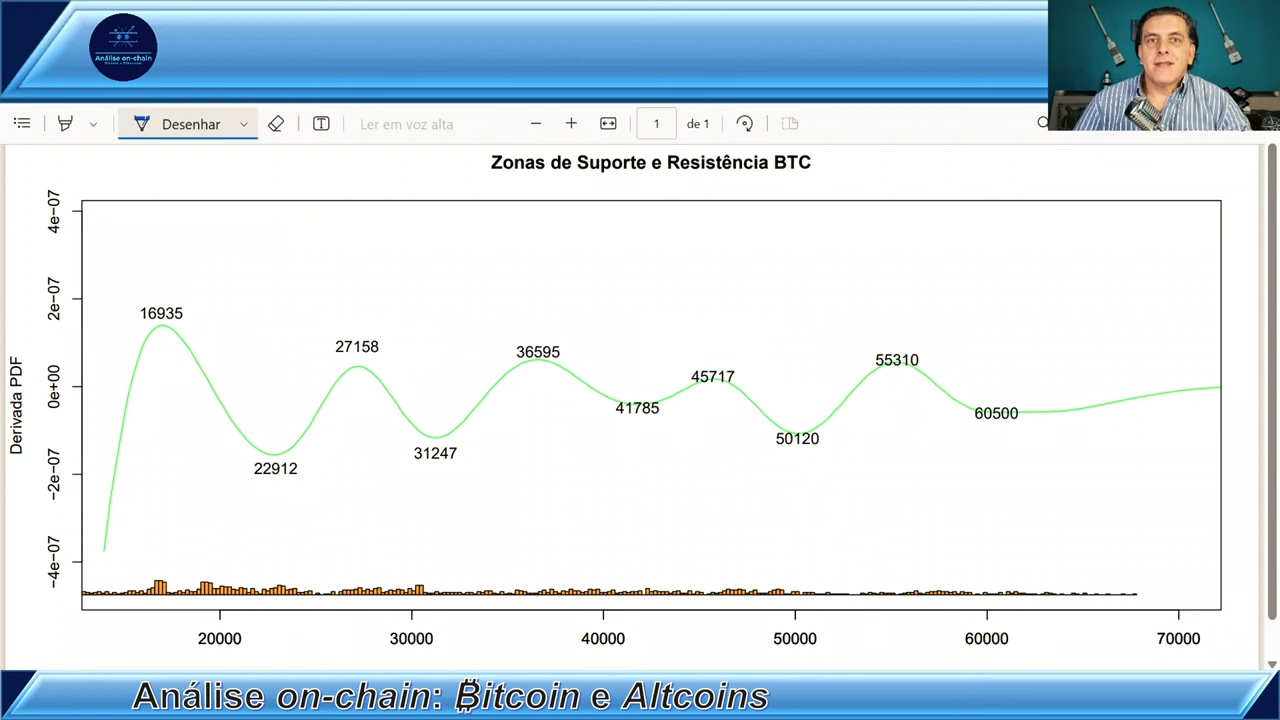 Análise on-chain
Desenhar
Ler em voz alta
1
de 1
Zonas de Suporte e Resistência BTC
Derivada PDF
4e-07
2e-07
0e+00
-2e-07
-4e-07
16935
22912
27158
31247
36595
41785
45717
50120
55310
60500
20000
30000
40000
50000
60000
70000
Análise on-chain: ₿itcoin e Altcoins